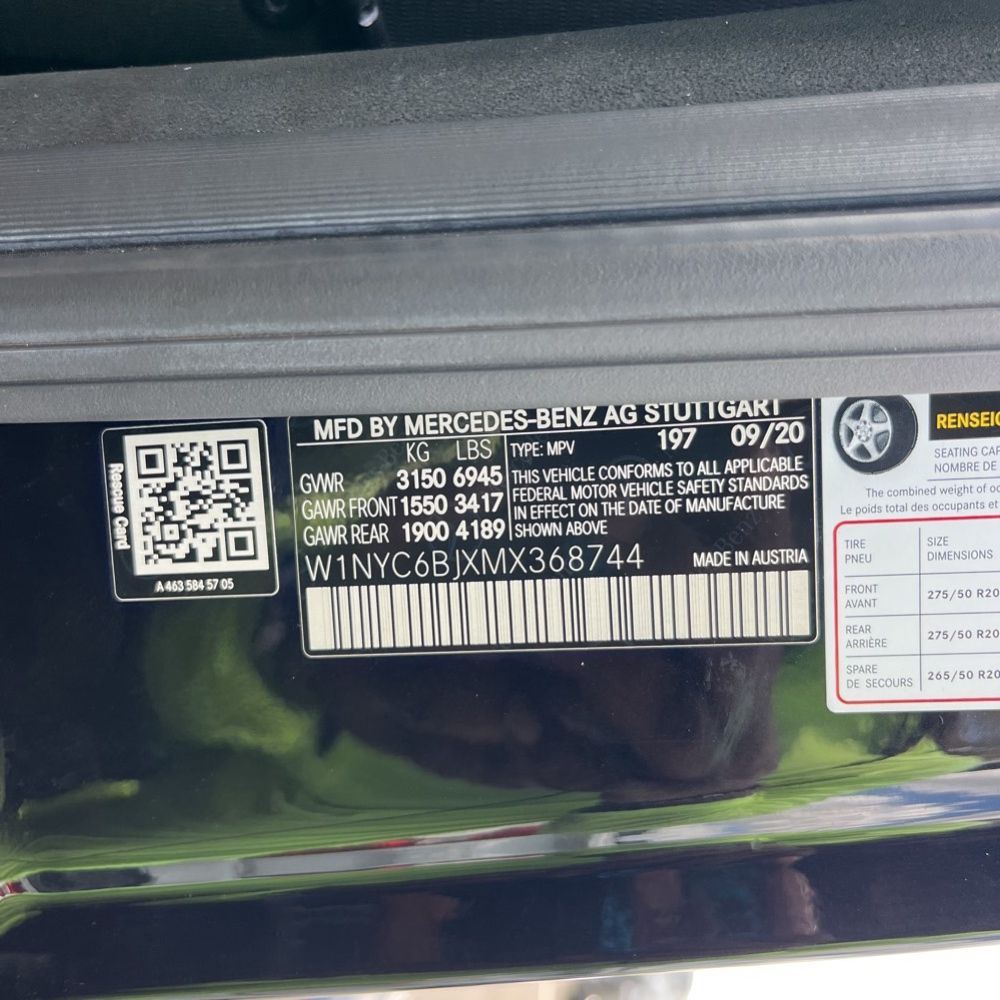 Rescue Card
A 463 584 57 05
MFD BY MERCEDES-BENZ AG STUTTGART
KG LBS TYPE: MPV 197 09/20
GVWR 3150 6945
GAWR FRONT 1550 3417
GAWR REAR 1900 4189
THIS VEHICLE CONFORMS TO ALL APPLICABLE
FEDERAL MOTOR VEHICLE SAFETY STANDARDS
IN EFFECT ON THE DATE OF MANUFACTURE
SHOWN ABOVE
W1NYC6BJXMX368744 MADE IN AUSTRIA
RENSEIG
SEATING CAP
NOMBRE DE
The combined weight of oc
Le poids total des occupants et
TIRE SIZE
PNEU DIMENSIONS
FRONT
AVANT 275/50 R20
REAR
ARRIÈRE 275/50 R20
SPARE
DE SECOURS 265/50 R20